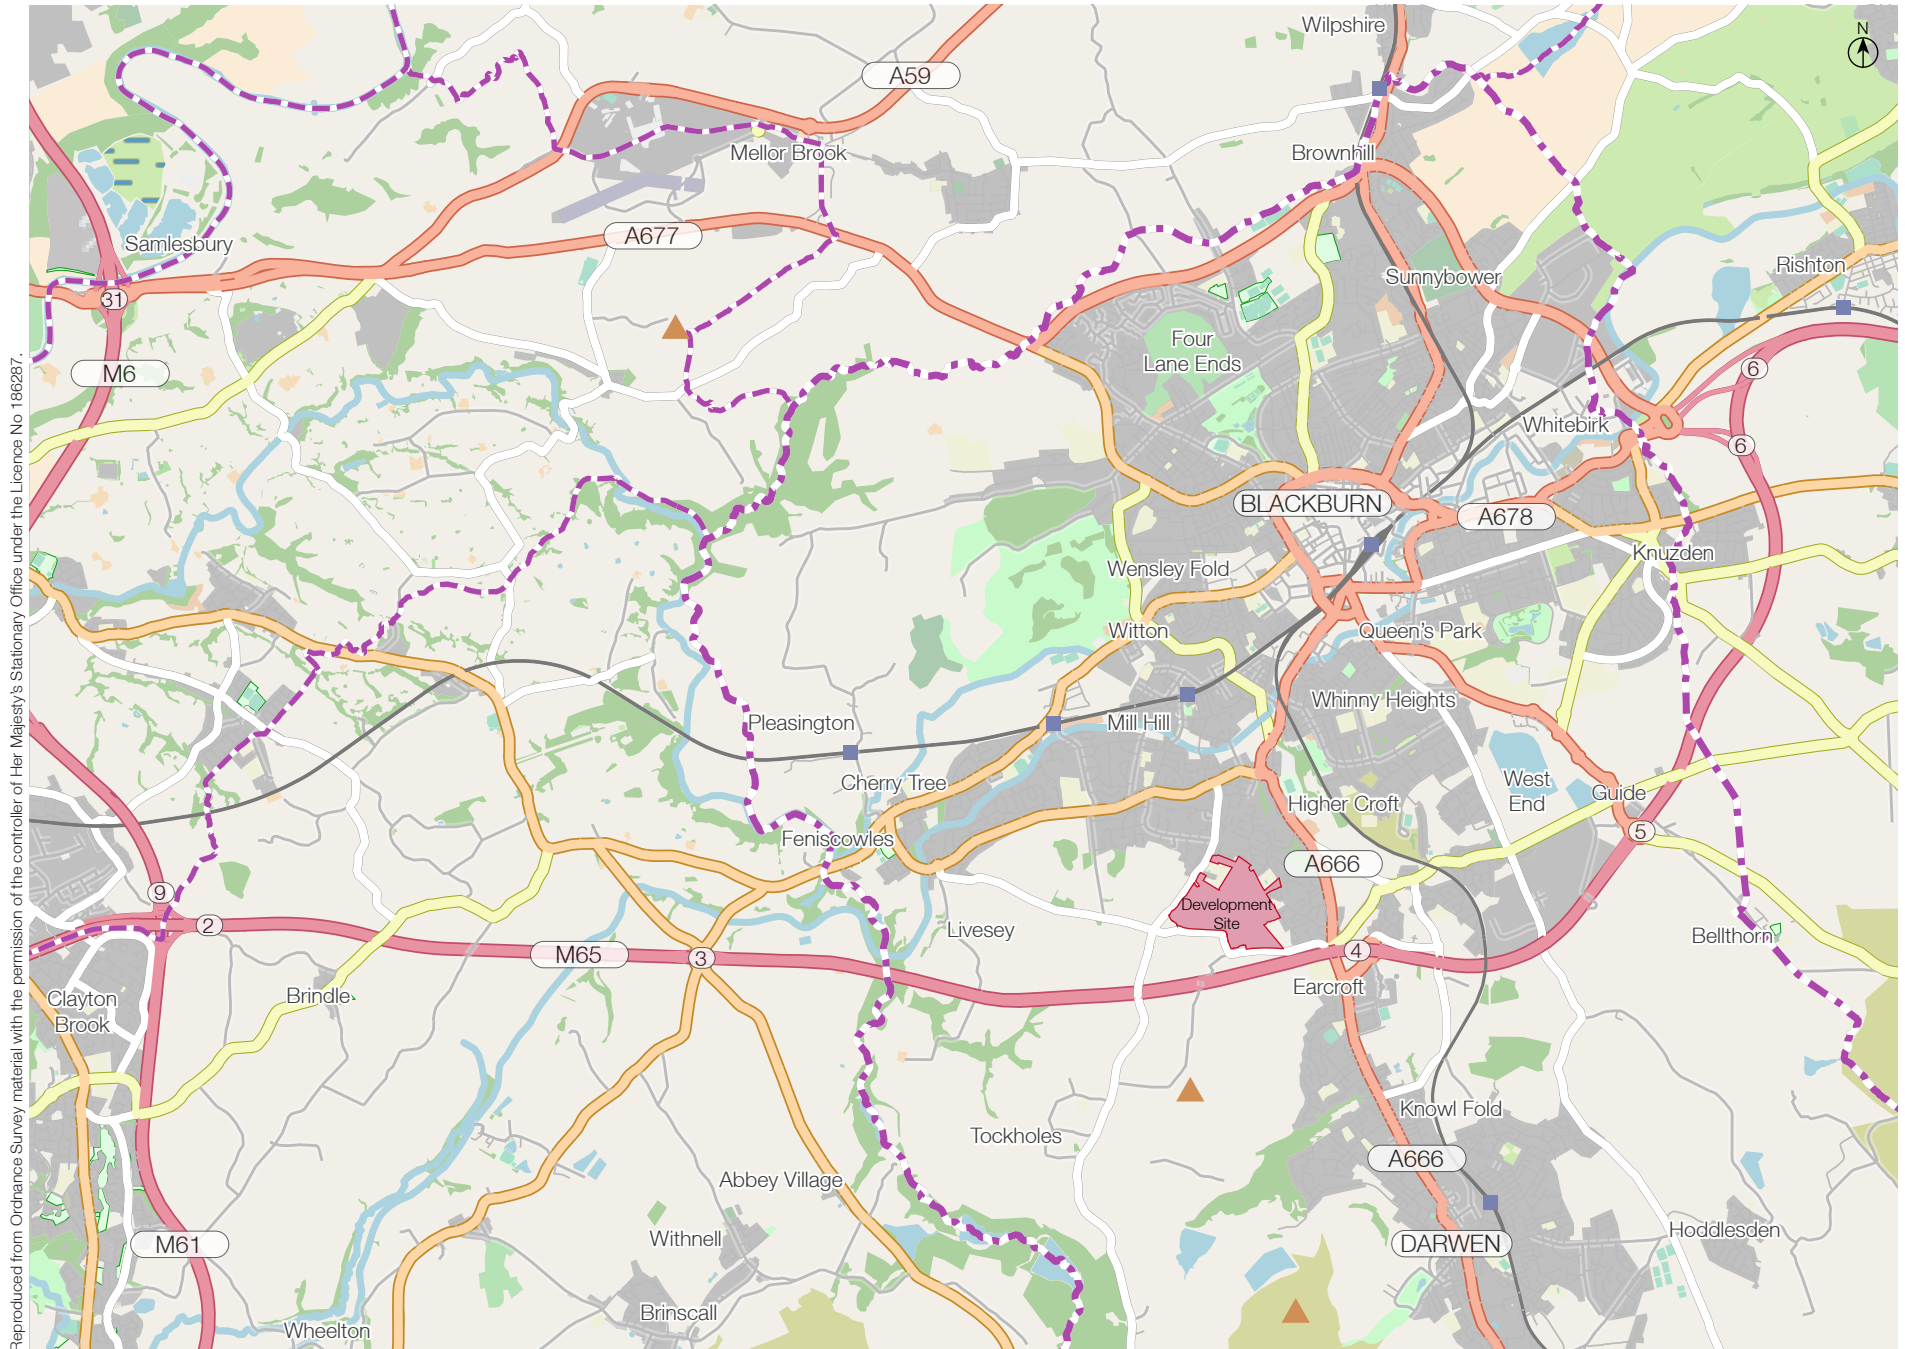 Wilpshire
N
A59
Mellor Brook
Brownhill
A677
Samlesbury
31
Sunnybower
Rishton
Four
Lane Ends
M6
6
Whitebirk
6
BLACKBURN
A678
Knuzden
Wensley Fold
Witton
Queen's Park
Whinny Heights
Pleasington
Mill Hill
Cherry Tree
West
End
Guide
Higher Croft
Feniscowles
5
A666
9
2
Development
Site
Livesey
Bellthorn
M65
3
4
Earcroft
Brindle
Clayton
Brook
Knowl Fold
Tockholes
A666
Abbey Village
Withnell
M61
DARWEN
Hoddlesden
Brinscall
Wheelton
Reproduced from Ordnance Survey material with the permission of the controller of Her Majesty's Stationary Office under the Licence No 186287.